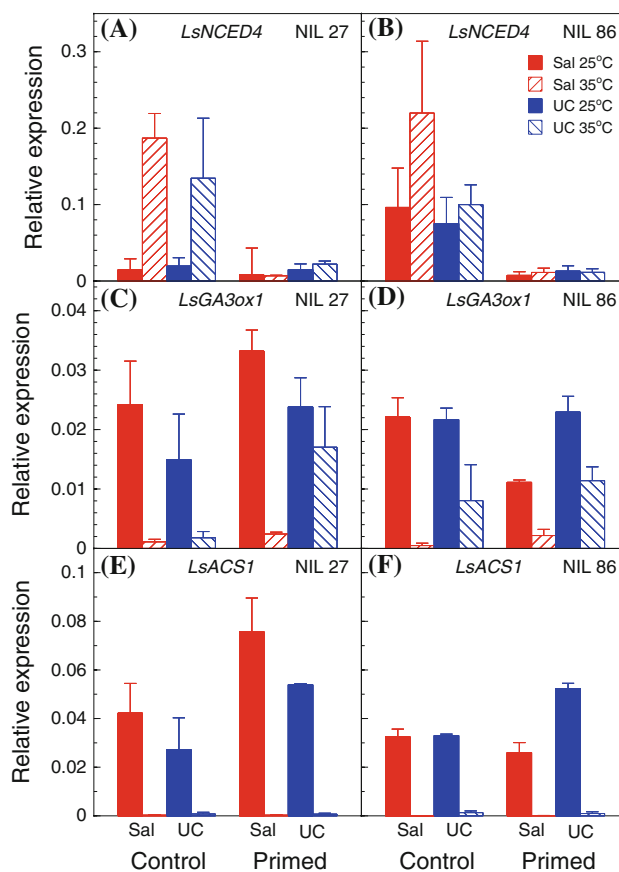 (A) LsNCED4 NIL 27
(B) LsNCED4 NIL 86
Sal 25°C
Sal 35°C
UC 25°C
UC 35°C
Relative expression
0.3
0.2
0.1
0
(C) LsGA3ox1 NIL 27
(D) LsGA3ox1 NIL 86
Relative expression
0.04
0.03
0.02
0.01
0
(E) LsACS1 NIL 27
(F) LsACS1 NIL 86
Relative expression
0.1
0.08
0.06
0.04
0.02
0
Sal UC Sal UC Sal UC Sal UC
Control Primed Control Primed